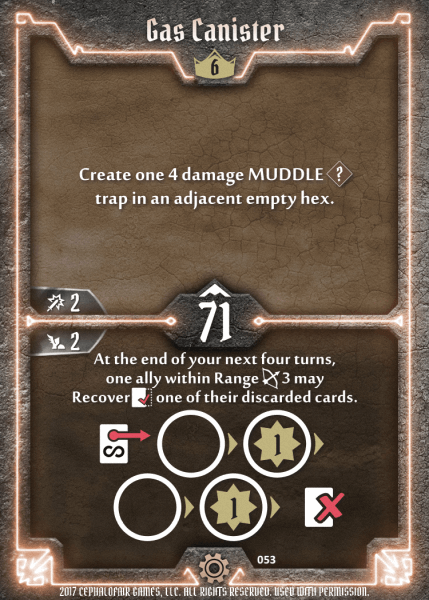 Gas Canister
6
Create one 4 damage MUDDLE ?
trap in an adjacent empty hex.
2
71
2
At the end of your next four turns,
one ally within Range 3 may
Recover one of their discarded cards.
1
1
053
2017 CEPHALOFAIR GAMES, LLC. ALL RIGHTS RESERVED. USED WITH PERMISSION.